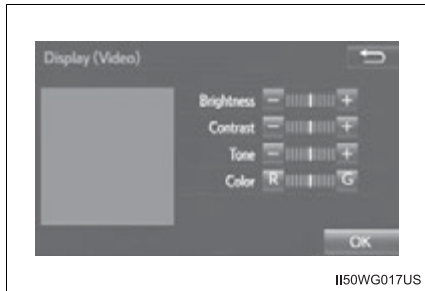 Display (Video)
Brightness - +
Contrast - +
Tone - +
Color R G
OK
II50WG017US